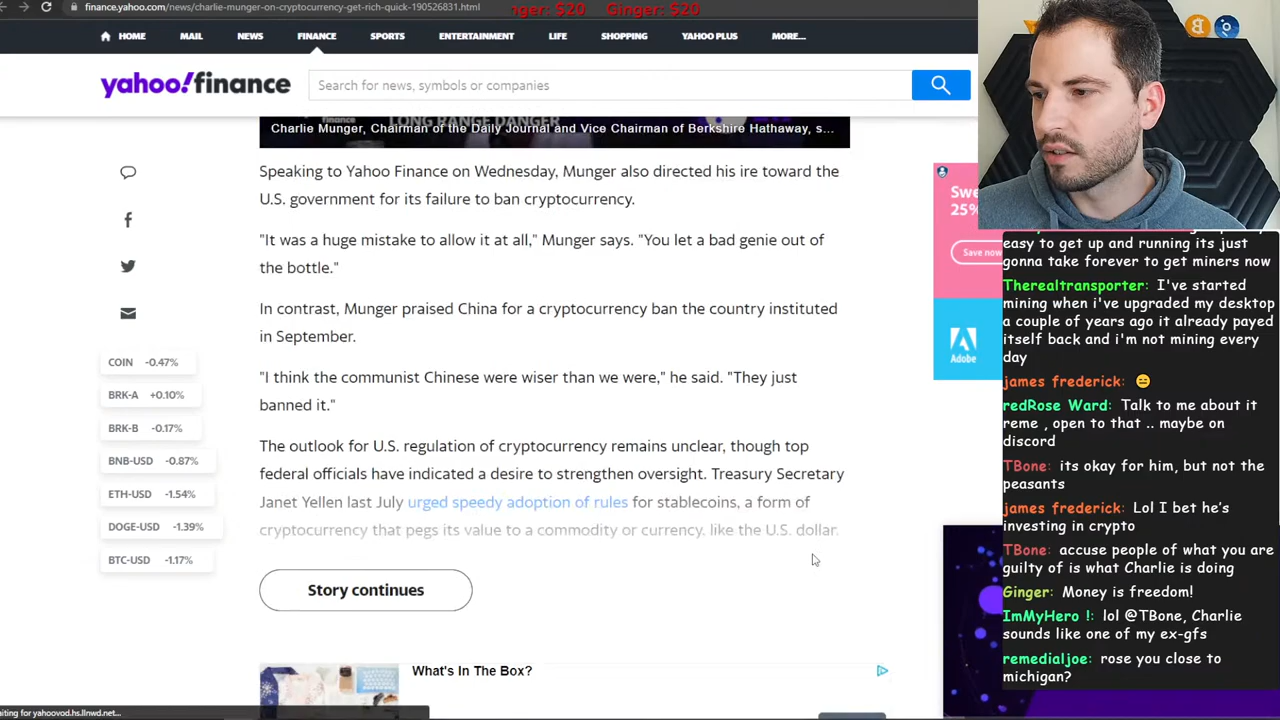 finance.yahoo.com/news/charlie-munger-on-cryptocurrency-get-rich-quick-190526831.html
nger: $20 Ginger: $20
HOME MAIL NEWS FINANCE SPORTS ENTERTAINMENT LIFE SHOPPING YAHOO PLUS MORE...
yahoo!finance
Search for news, symbols or companies
LONG RANGE DANGER
Charlie Munger, Chairman of the Daily Journal and Vice Chairman of Berkshire Hathaway, s...
Speaking to Yahoo Finance on Wednesday, Munger also directed his ire toward the
U.S. government for its failure to ban cryptocurrency.
"It was a huge mistake to allow it at all," Munger says. "You let a bad genie out of
the bottle."
In contrast, Munger praised China for a cryptocurrency ban the country instituted
in September.
"I think the communist Chinese were wiser than we were," he said. "They just
banned it."
The outlook for U.S. regulation of cryptocurrency remains unclear, though top
federal officials have indicated a desire to strengthen oversight. Treasury Secretary
Janet Yellen last July urged speedy adoption of rules for stablecoins, a form of
cryptocurrency that pegs its value to a commodity or currency, like the U.S. dollar.
Story continues
What's In The Box?
COIN -0.47%
BRK-A +0.10%
BRK-B -0.17%
BNB-USD -0.87%
ETH-USD -1.54%
DOGE-USD -1.39%
BTC-USD -1.17%
25%
Save now
Adobe
easy to get up and running its just
gonna take forever to get miners now
Therealtransporter: I've started
mining when i've upgraded my desktop
a couple of years ago it already payed
itself back and i'm not mining every
day
james frederick: 😑
redRose Ward: Talk to me about it
reme , open to that .. maybe on
discord
TBone: its okay for him, but not the
peasants
james frederick: Lol I bet he's
investing in crypto
TBone: accuse people of what you are
guilty of is what Charlie is doing
Ginger: Money is freedom!
ImMyHero !: lol @TBone, Charlie
sounds like one of my ex-gfs
remedialjoe: rose you close to
michigan?
aiting for yahoovod.hs.llnwd.net...